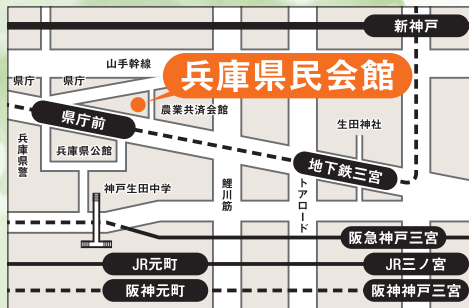 新神戸
山手幹線
兵庫県民会館
県庁
県庁
農業共済会館
県庁前
生田神社
兵庫県警
兵庫県公館
地下鉄三宮
神戸生田中学
鯉川筋
トアロード
阪急神戸三宮
JR元町
JR三ノ宮
阪神元町
阪神神戸三宮